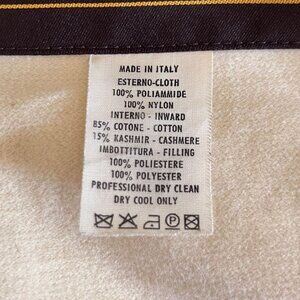 MADE IN ITALY
ESTERNO-CLOTH
100% POLIAMMIDE
100% NYLON
INTERNO - INWARD
85% COTONE - COTTON
15% KASHMIR - CASHMERE
IMBOTTITURA - FILLING
100% POLIESTERE
100% POLYESTER
PROFESSIONAL DRY CLEAN
DRY COOL ONLY
P